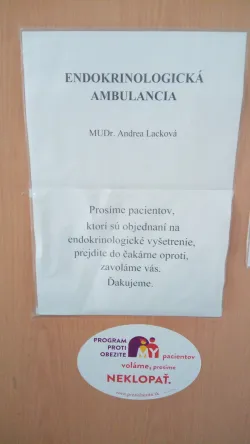 ENDOKRINOLOGICKÁ
AMBULANCIA
MUDr. Andrea Lacková
Prosíme pacientov,
ktorí sú objednaní na
endokrinologické vyšetrenie,
prejdite do čakáme oproti,
zavoláme vás.
Ďakujeme.
PROGRAM
PROTI
OBEZITE
pacientov
voláme, prosíme
NEKLOPAŤ.